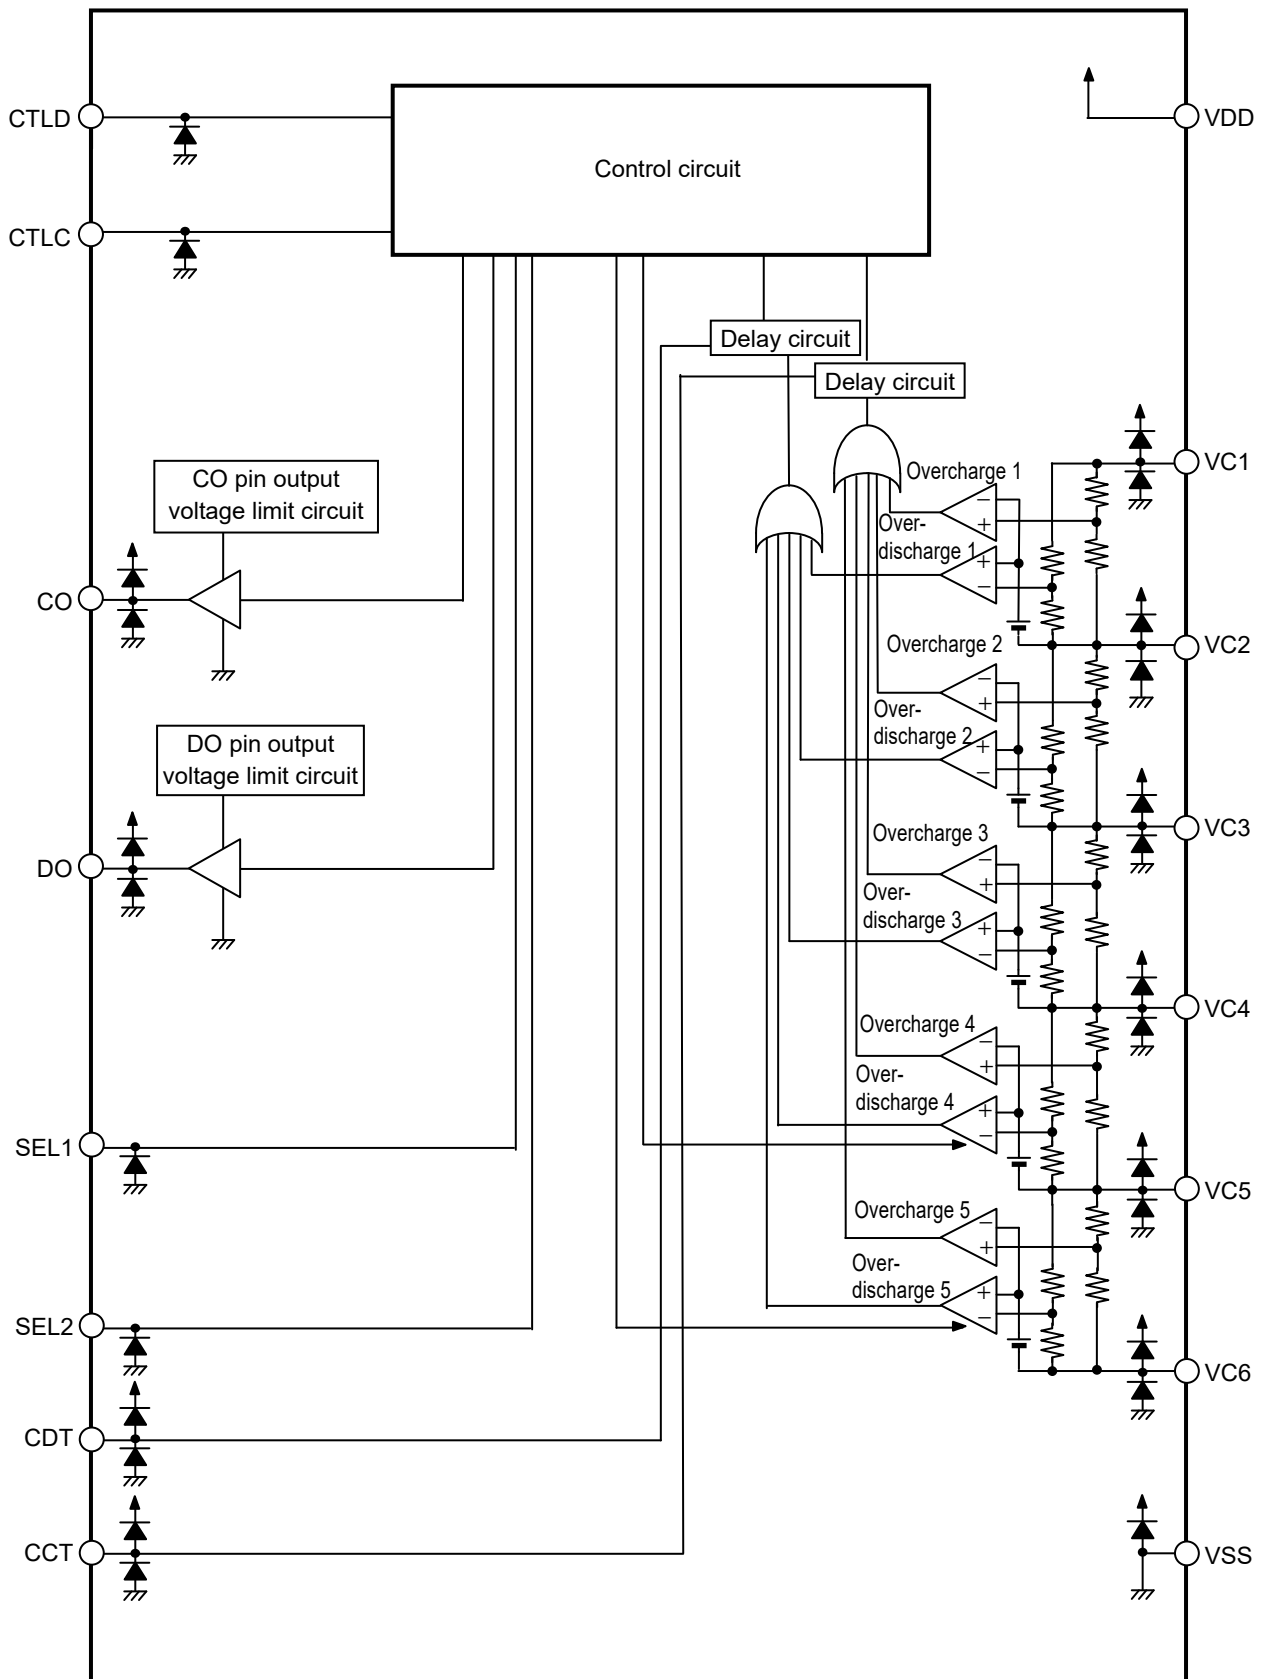 CTLD
Control circuit
VDD
CTLC
Delay circuit
Delay circuit
VC1
CO pin output
voltage limit circuit
Overcharge 1
−
+
Over-
discharge 1
+
−
CO
VC2
Overcharge 2
−
+
Over-
discharge 2
+
−
DO pin output
voltage limit circuit
VC3
DO
Overcharge 3
−
+
Over-
discharge 3
+
−
VC4
Overcharge 4
−
+
Over-
discharge 4
+
−
SEL1
VC5
Overcharge 5
−
+
Over-
discharge 5
+
−
SEL2
VC6
CDT
CCT
VSS